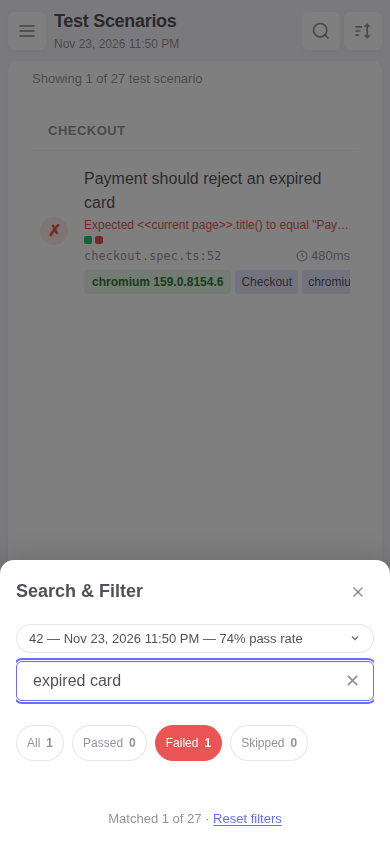 Test Scenarios
Nov 23, 2026 11:50 PM
Showing 1 of 27 test scenario
CHECKOUT
Payment should reject an expired
card
Expected <<current page>>.title() to equal "Pay…
checkout.spec.ts:52
480ms
chromium 159.0.8154.6
Checkout
chromiu
Search & Filter
42 — Nov 23, 2026 11:50 PM — 74% pass rate
expired card
All 1
Passed 0
Failed 1
Skipped 0
Matched 1 of 27 · Reset filters